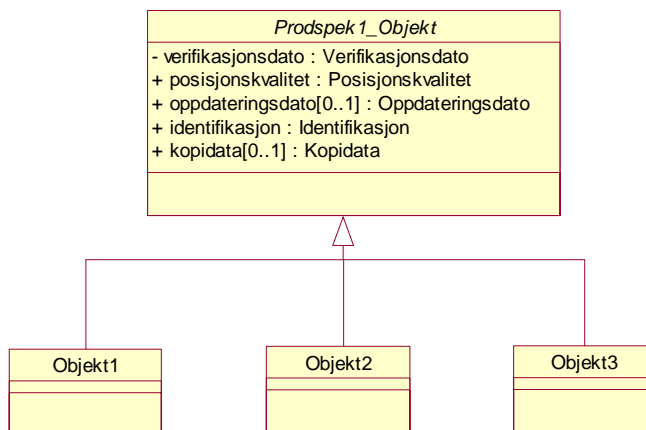 Prodspek1_Objekt
- verifikasjonsdato : Verifikasjonsdato
+ posisjonskvalitet : Posisjonskvalitet
+ oppdateringsdato[0..1] : Oppdateringsdato
+ identifikasjon : Identifikasjon
+ kopidata[0..1] : Kopidata
Objekt1
Objekt2
Objekt3